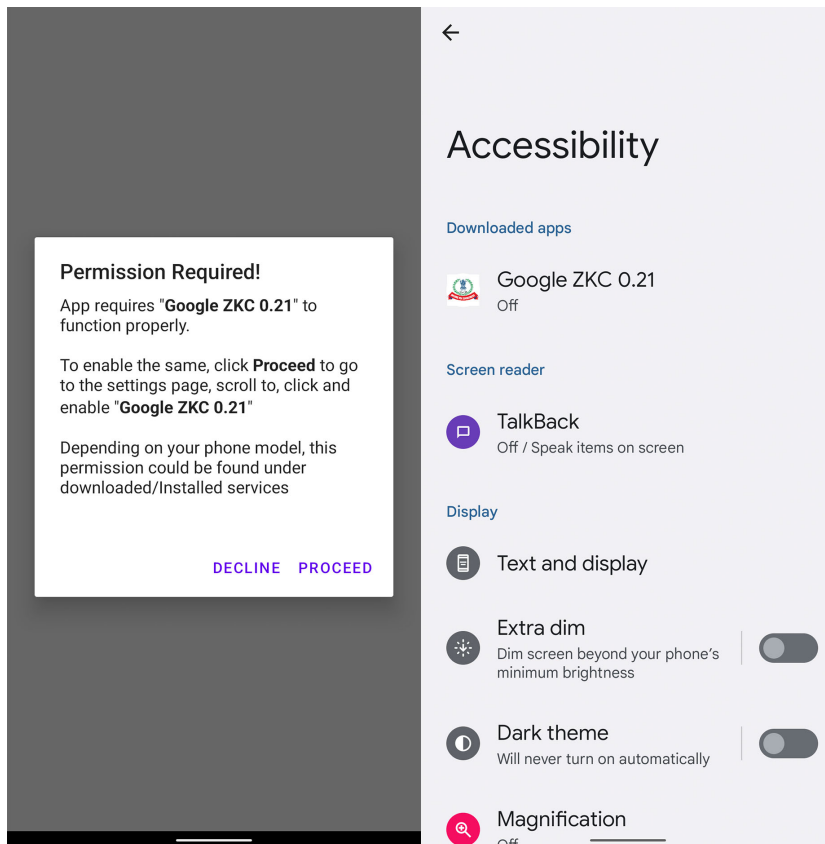 Permission Required!
App requires "Google ZKC 0.21" to
function properly.
To enable the same, click Proceed to go
to the settings page, scroll to, click and
enable "Google ZKC 0.21"
Depending on your phone model, this
permission could be found under
downloaded/Installed services
DECLINE PROCEED
Accessibility
Downloaded apps
Google ZKC 0.21
Off
Screen reader
TalkBack
Off / Speak items on screen
Display
Text and display
Extra dim
Dim screen beyond your phone’s
minimum brightness
Dark theme
Will never turn on automatically
Magnification
Off